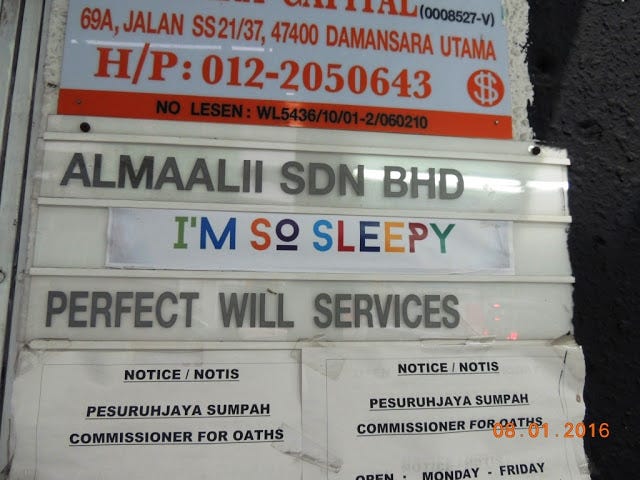 CAPITAL (0008527-V)
69A, JALAN SS21/37, 47400 DAMANSARA UTAMA
H/P: 012-2050643
NO LESEN: WL5436/10/01-2/060210
ALMAALII SDN BHD
I'M SO SLEEPY
PERFECT WILL SERVICES
NOTICE / NOTIS
PESURUHJAYA SUMPAH
COMMISSIONER FOR OATHS
NOTICE / NOTIS
PESURUHJAYA SUMPAH
COMMISSIONER FOR OATHS
OPEN : MONDAY - FRIDAY
08.01.2016